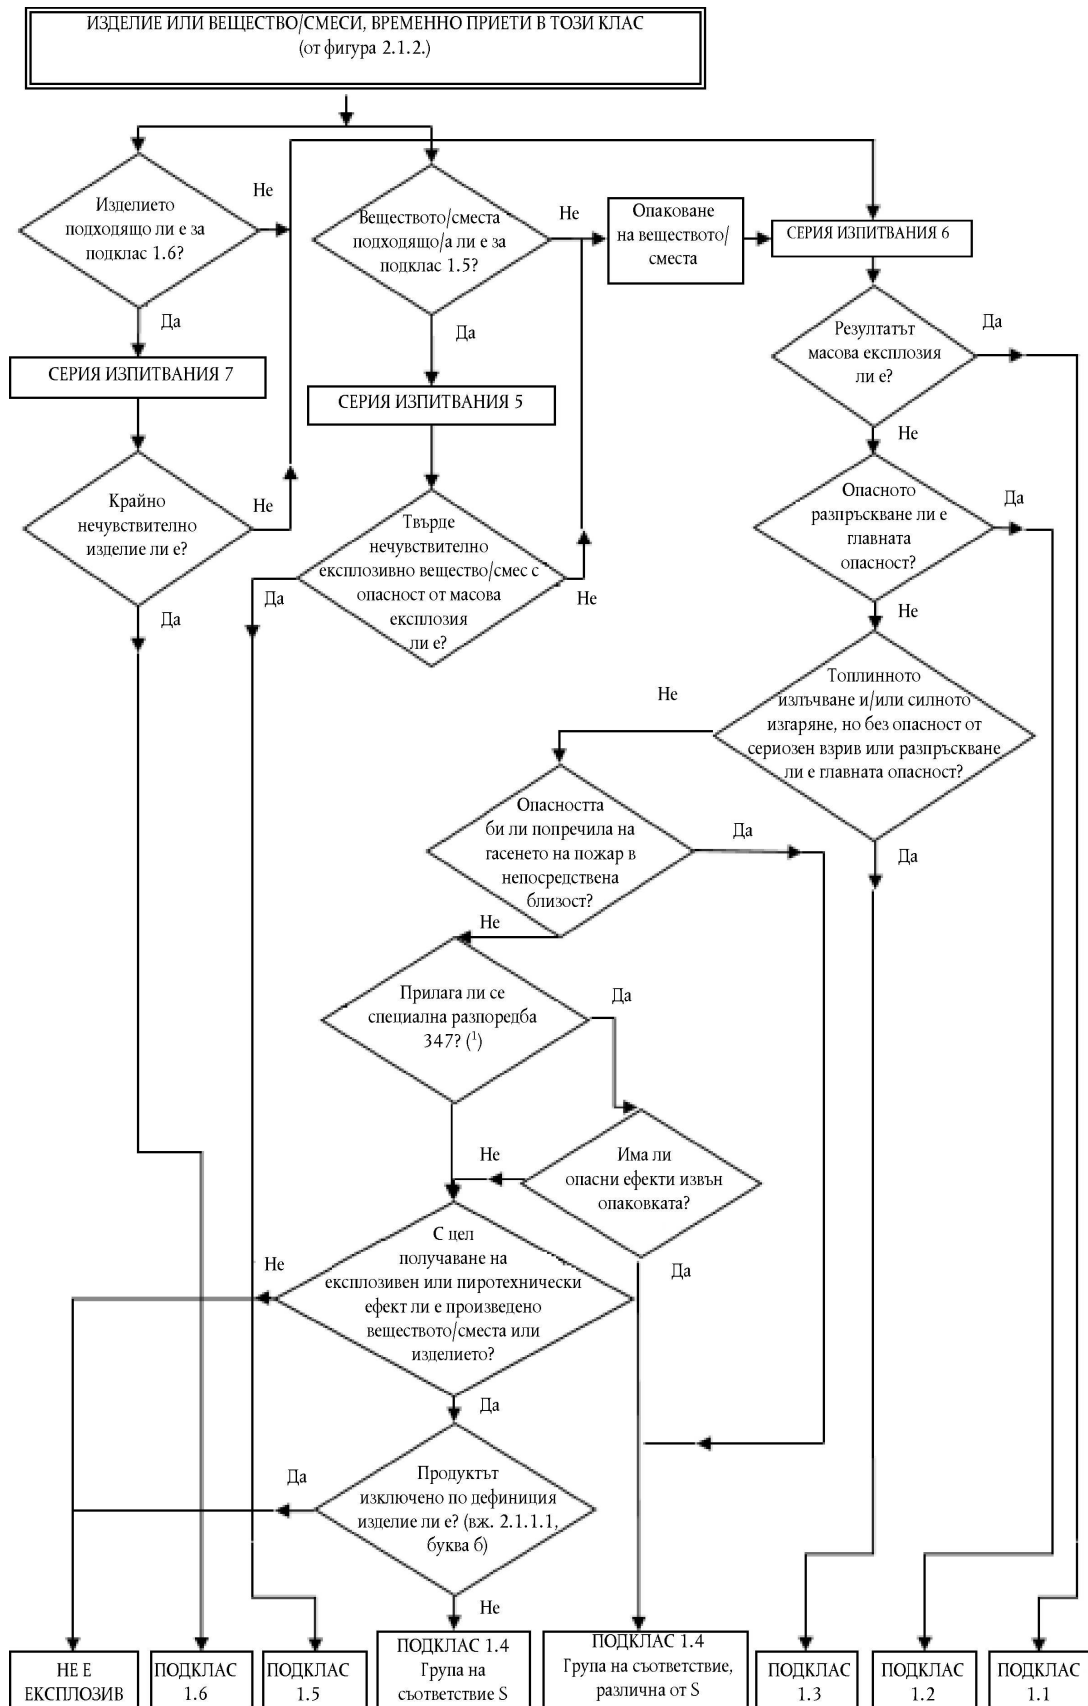 ИЗДЕЛИЕ ИЛИ ВЕЩЕСТВО/СМЕСИ, ВРЕМЕННО ПРИЕТИ В ТОЗИ КЛАС
(от фигура 2.1.2.)
Изделието
подходящо ли е за
подклас 1.6?
Не
Да
Веществото/сместа
подходящо/а ли е за
подклас 1.5?
Не
Да
Опаковане
на веществото/
сместа
СЕРИЯ ИЗПИТВАНИЯ 6
СЕРИЯ ИЗПИТВАНИЯ 7
СЕРИЯ ИЗПИТВАНИЯ 5
Резултатът
масова експлозия
ли е?
Да
Не
Крайно
нечувствително
изделие ли е?
Не
Да
Твърде
нечувствително
експлозивно вещество/смес с
опасност от масова
експлозия
ли е?
Да
Не
Опасното
разпръскване ли е
главната
опасност?
Да
Не
Топлинното
излъчване и/или силното
изгаряне, но без опасност от
сериозен взрив или разпръскване
ли е главната опасност?
Не
Да
Опасността
би ли попречила на
гасенето на пожар в
непосредствена
близост?
Да
Не
Прилага ли се
специална разпоредба
347? (1)
Да
Има ли
опасни ефекти извън
опаковката?
Не
Да
С цел
получаване на
експлозивен или пиротехнически
ефект ли е произведено
веществото/сместа или
изделието?
Не
Да
Продуктът
изключено по дефиниция
изделие ли е? (вж. 2.1.1.1,
буква б)
Да
Не
НЕ Е
ЕКСПЛОЗИВ
ПОДКЛАС
1.6
ПОДКЛАС
1.5
ПОДКЛАС 1.4
Група на
съответствие S
ПОДКЛАС 1.4
Група на съответствие,
различна от S
ПОДКЛАС
1.3
ПОДКЛАС
1.2
ПОДКЛАС
1.1